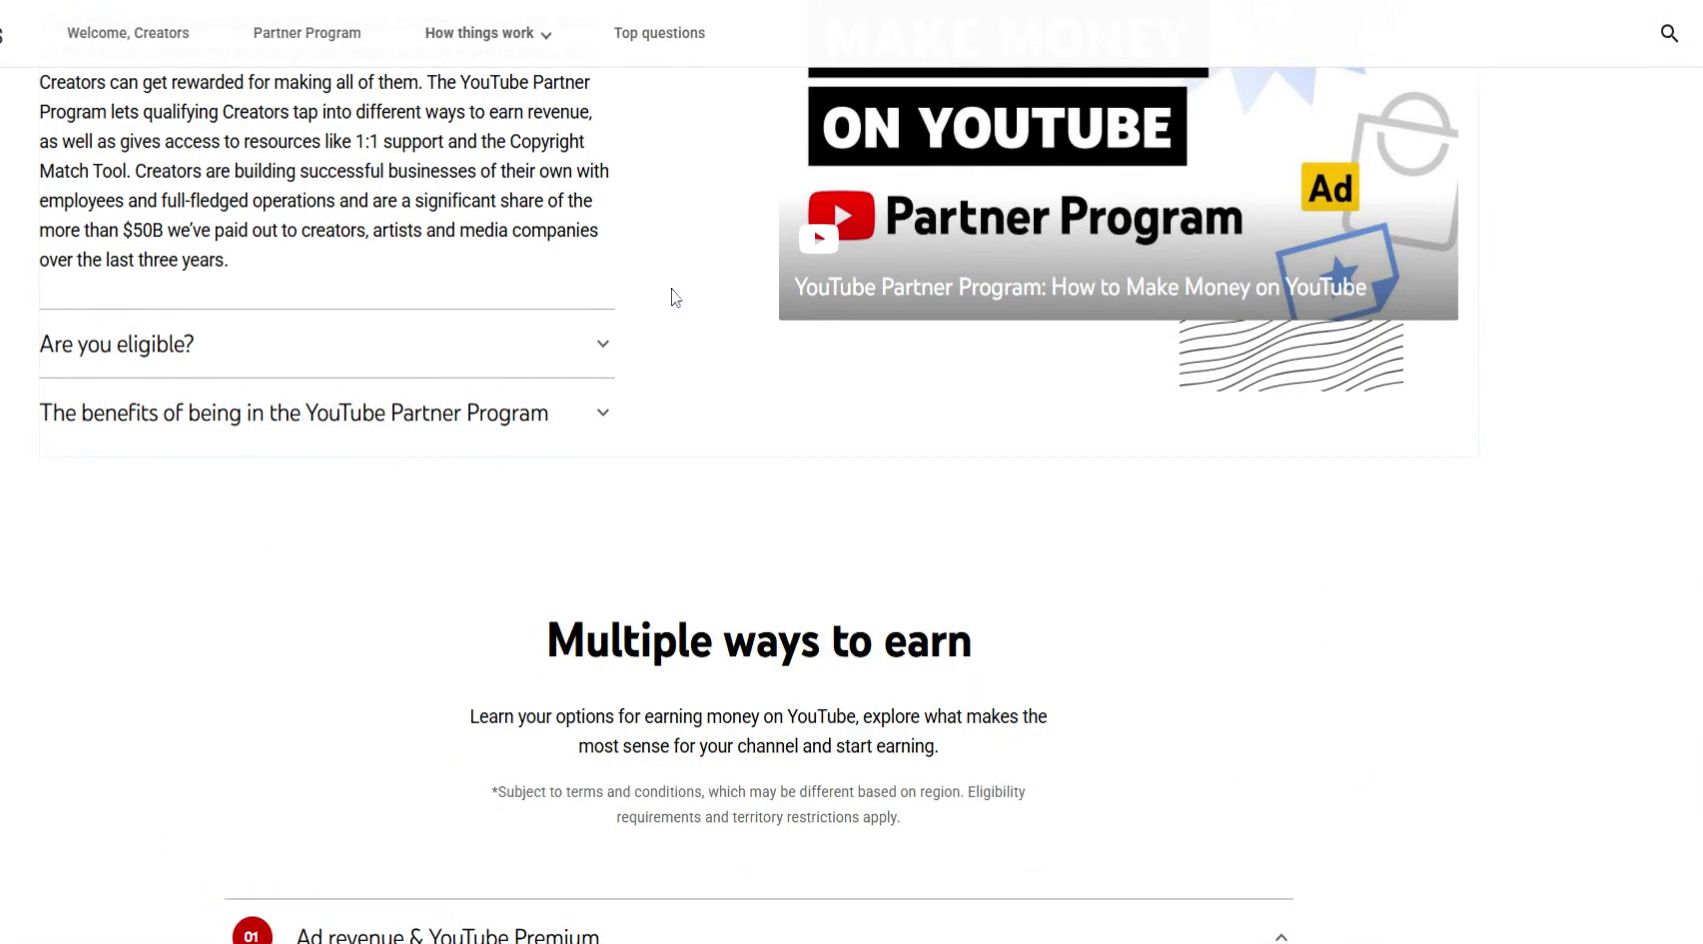 Welcome, Creators
Partner Program
How things work
Top questions
MAKE MONEY
Creators can get rewarded for making all of them. The YouTube Partner
Program lets qualifying Creators tap into different ways to earn revenue,
as well as gives access to resources like 1:1 support and the Copyright
Match Tool. Creators are building successful businesses of their own with
employees and full-fledged operations and are a significant share of the
more than $50B we’ve paid out to creators, artists and media companies
over the last three years.
ON YOUTUBE
Ad
Partner Program
YouTube Partner Program: How to Make Money on YouTube
Are you eligible?
The benefits of being in the YouTube Partner Program
Multiple ways to earn
Learn your options for earning money on YouTube, explore what makes the
most sense for your channel and start earning.
*Subject to terms and conditions, which may be different based on region. Eligibility
requirements and territory restrictions apply.
01
Ad revenue & YouTube Premium